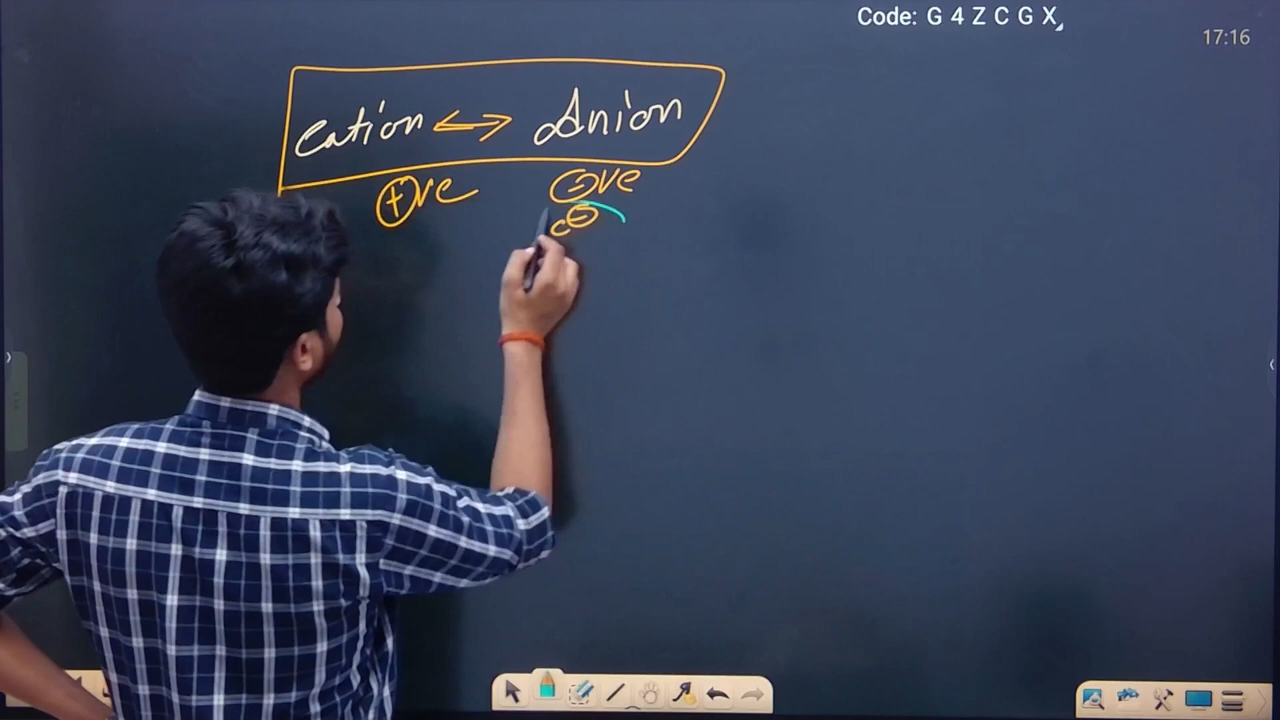 Code: G 4 Z C G X
17:16
Cation ↔ Anion
⊕ve ⊖ve
e⊖